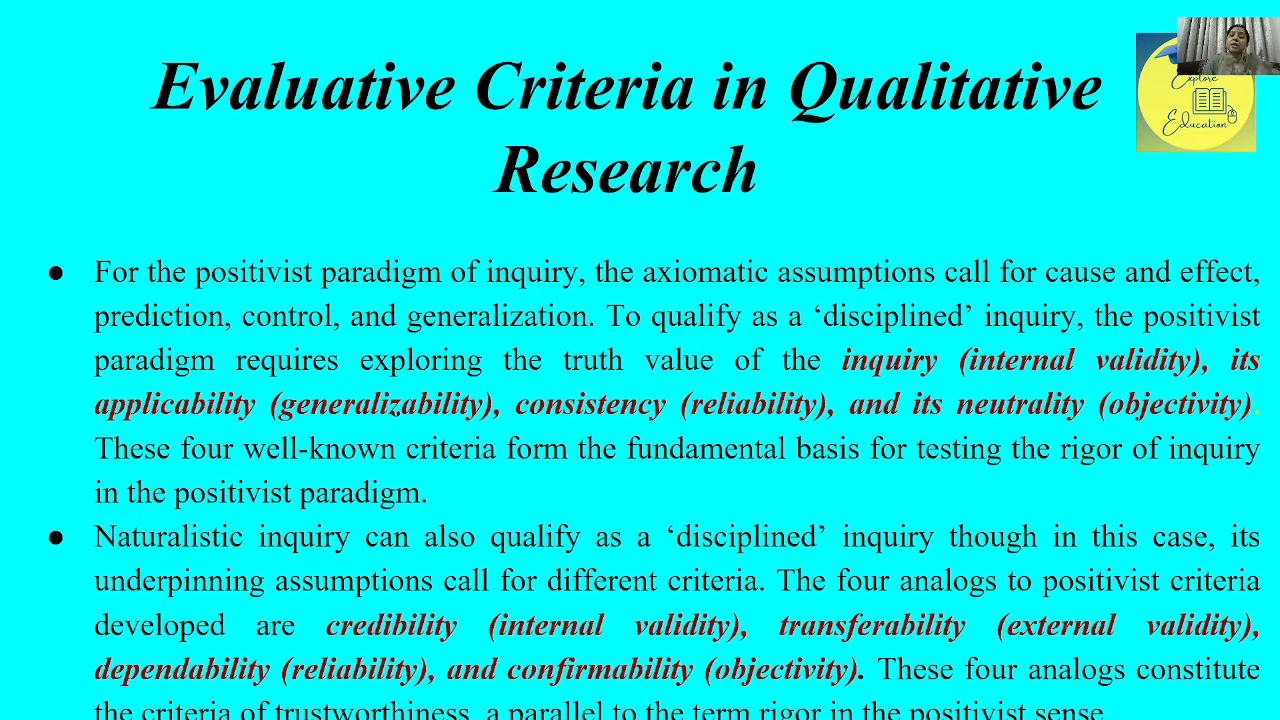 Evaluative Criteria in Qualitative
Research
Explore
Education
● For the positivist paradigm of inquiry, the axiomatic assumptions call for cause and effect,
prediction, control, and generalization. To qualify as a ‘disciplined’ inquiry, the positivist
paradigm requires exploring the truth value of the inquiry (internal validity), its
applicability (generalizability), consistency (reliability), and its neutrality (objectivity).
These four well-known criteria form the fundamental basis for testing the rigor of inquiry
in the positivist paradigm.
● Naturalistic inquiry can also qualify as a ‘disciplined’ inquiry though in this case, its
underpinning assumptions call for different criteria. The four analogs to positivist criteria
developed are credibility (internal validity), transferability (external validity),
dependability (reliability), and confirmability (objectivity). These four analogs constitute
the criteria of trustworthiness, a parallel to the term rigor in the positivist sense.